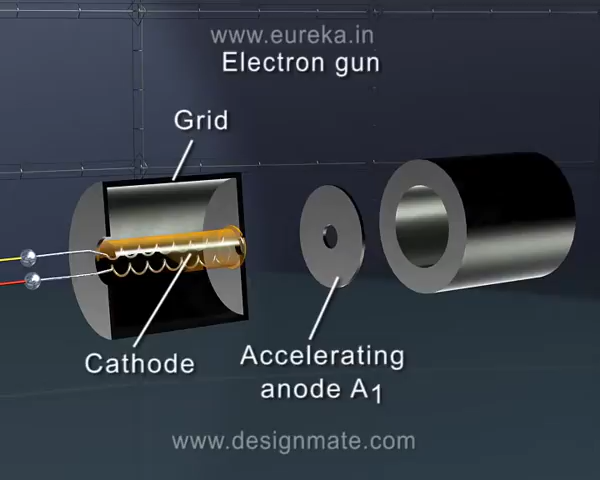 www.eureka.in
Electron gun
Grid
Cathode
Accelerating
anode A1
www.designmate.com